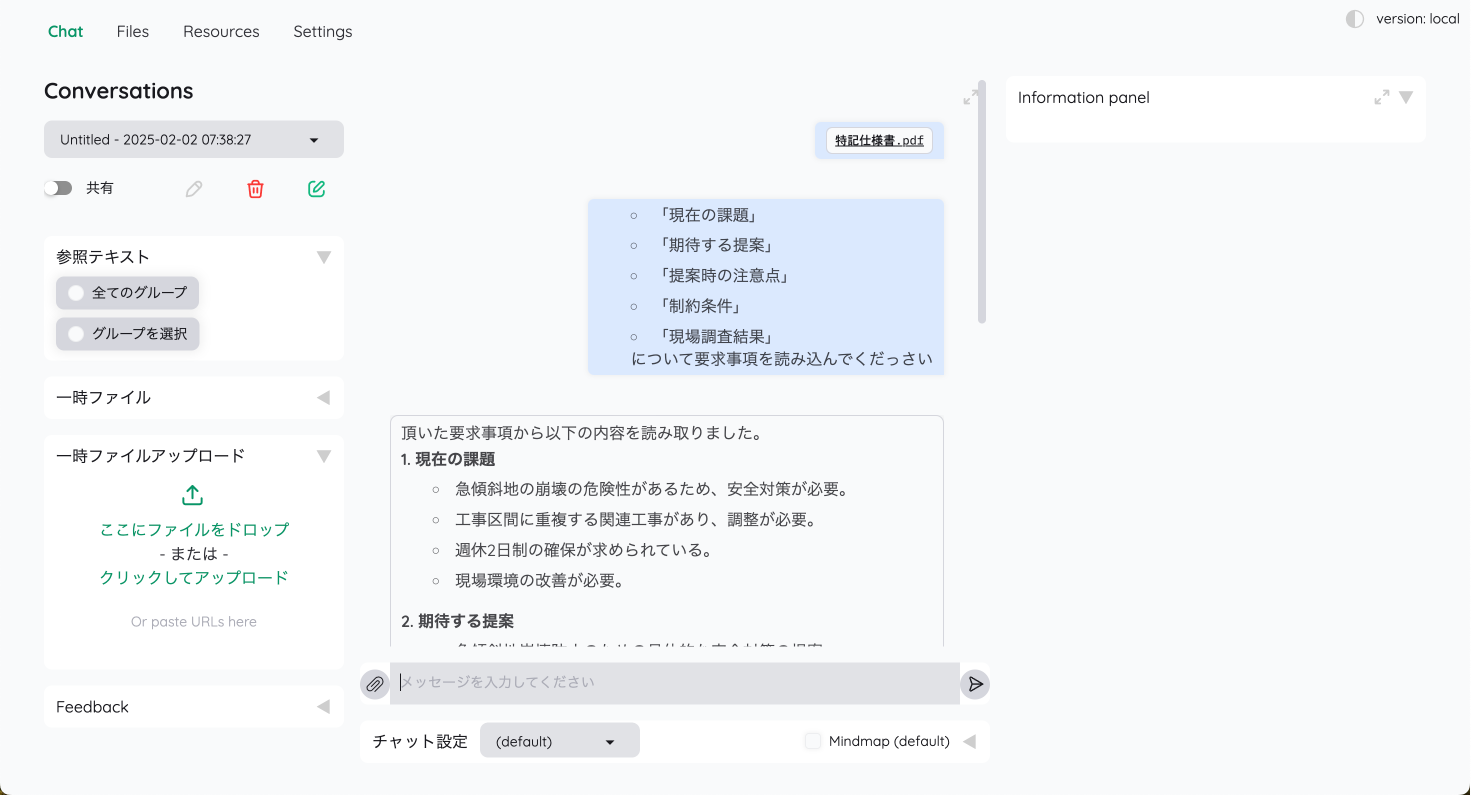 Chat Files Resources Settings
version: local
Conversations
Untitled - 2025-02-02 07:38:27
共有
参照テキスト
全てのグループ
グループを選択
一時ファイル
一時ファイルアップロード
ここにファイルをドロップ
- または -
クリックしてアップロード
Or paste URLs here
Feedback
特記仕様書.pdf
「現在の課題」
「期待する提案」
「提案時の注意点」
「制約条件」
「現場調査結果」
について要求事項を読み込んでくだっさい
頂いた要求事項から以下の内容を読み取りました。
1. 現在の課題
急傾斜地の崩壊の危険性があるため、安全対策が必要。
工事区間に重複する関連工事があり、調整が必要。
週休2日制の確保が求められている。
現場環境の改善が必要。
2. 期待する提案
メッセージを入力してください
チャット設定 (default) Mindmap (default)
Information panel